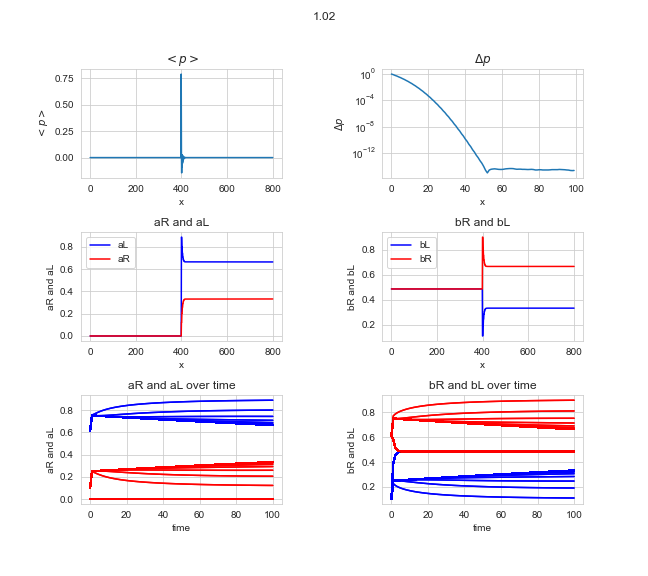 1.02
< p >
Δp
< p >
0.75
0.50
0.25
0.00
0 200 400 600 800
x
Δp
10^0
10^-4
10^-8
10^-12
0 20 40 60 80 100
x
aR and aL
aR and aL
0.8
0.6
0.4
0.2
0.0
aL
aR
0 200 400 600 800
x
bR and bL
bR and bL
0.8
0.6
0.4
0.2
bL
bR
0 200 400 600 800
x
aR and aL over time
aR and aL
0.8
0.6
0.4
0.2
0.0
0 20 40 60 80 100
time
bR and bL over time
bR and bL
0.8
0.6
0.4
0.2
0 20 40 60 80 100
time